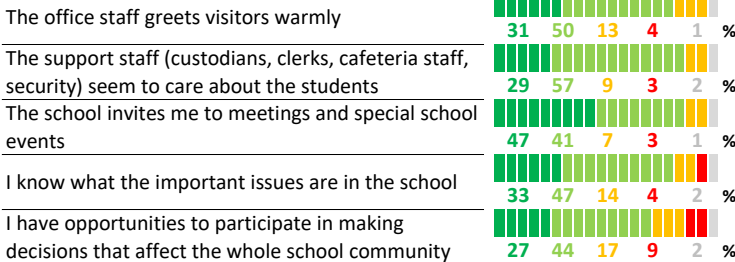 The office staff greets visitors warmly
31 50 13 4 1 %
The support staff (custodians, clerks, cafeteria staff,
security) seem to care about the students
29 57 9 3 2 %
The school invites me to meetings and special school
events
47 41 7 3 1 %
I know what the important issues are in the school
33 47 14 4 2 %
I have opportunities to participate in making
decisions that affect the whole school community
27 44 17 9 2 %